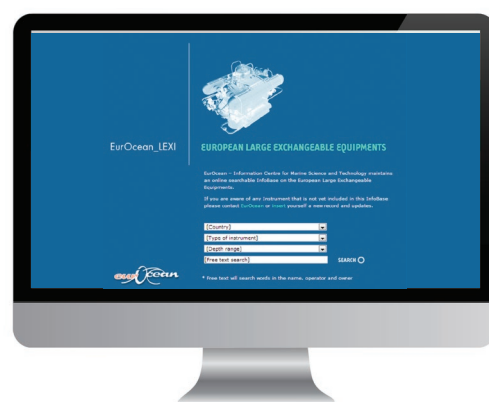 EurOcean_LEXI
EUROPEAN LARGE EXCHANGEABLE EQUIPMENTS
EurOcean - Information Centre for Marine Science and Technology maintains
an online searchable InfoBase on the European Large Exchangeable
Equipments.
If you are aware of any Instrument that is not yet included in this InfoBase
please contact EurOcean or insert yourself a new record and updates.
[Country]
[Type of instrument]
[Depth range]
[Free text search] SEARCH
eurOcean
* Free text will search words in the name, operator and owner